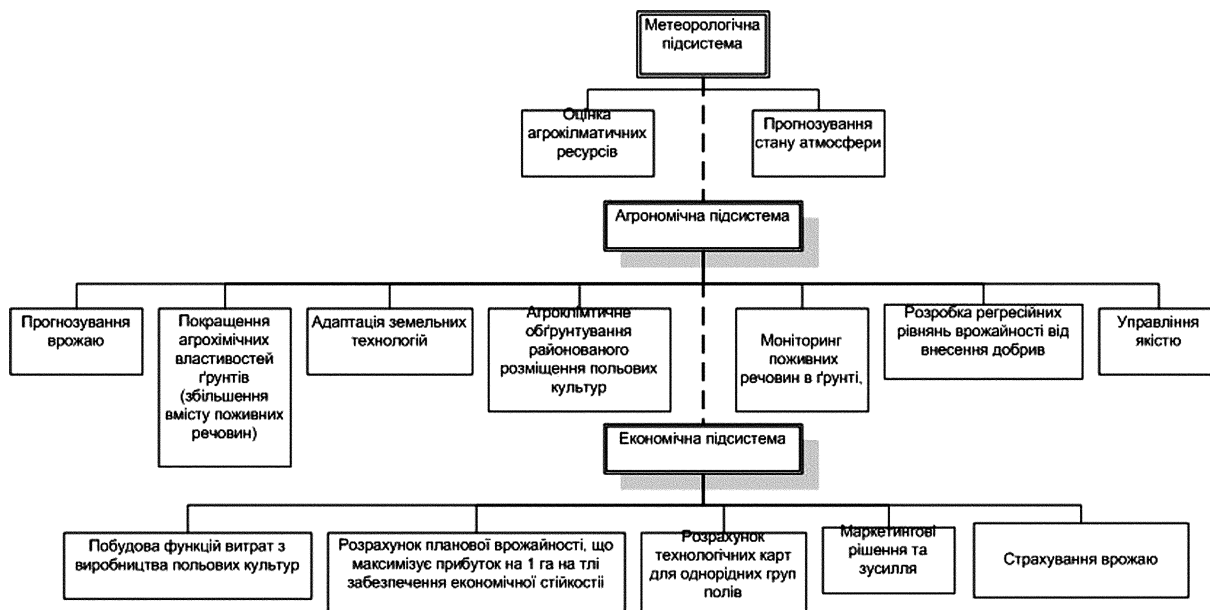 Метеорологічна
підсистема
Оцінка
агрокілматичних
ресурсів
Прогнозування
стану атмосфери
Агрономічна підсистема
Прогнозування
врожаю
Покращення
агрохімічних
властивостей
ґрунтів
(збільшення
вмісту поживних
речовин)
Адаптація земельних
технологій
Агроклімтичне
обґрунтування
районованого
розміщення польових
культур
Моніторинг
поживних
речовин в ґрунті,
Розробка регресійних
рівнянь врожайності від
внесення добрив
Управління
якістю
Економічна підсистема
Побудова функцій витрат з
виробництва польових культур
Розрахунок планової врожайності, що
максимізує прибуток на 1 га на тлі
забезпечення економічної стійкостіі
Розрахунок
технологічних карт
для однорідних груп
полів
Маркетингові
рішення та
зусилля
Страхування врожаю